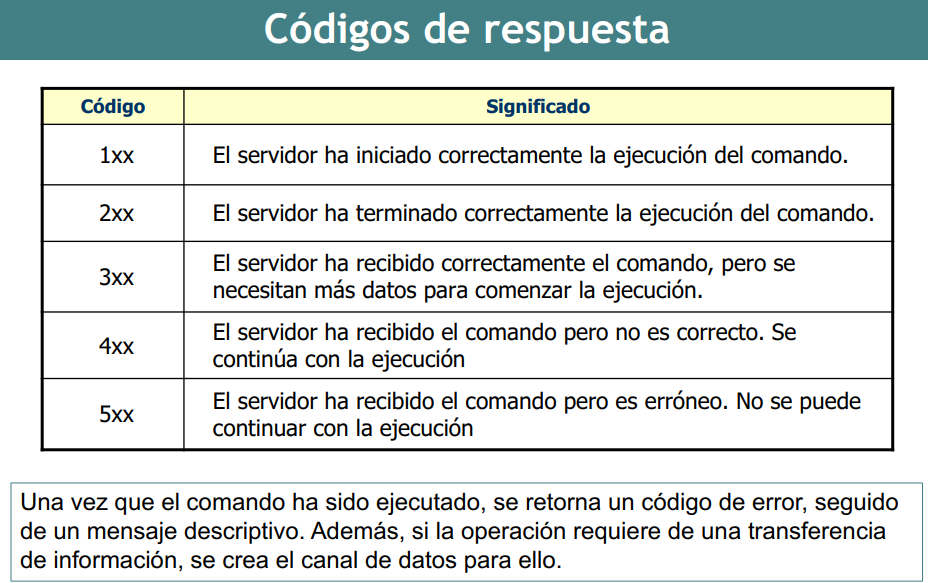 Códigos de respuesta
Código Significado
1xx El servidor ha iniciado correctamente la ejecución del comando.
2xx El servidor ha terminado correctamente la ejecución del comando.
3xx El servidor ha recibido correctamente el comando, pero se
necesitan más datos para comenzar la ejecución.
4xx El servidor ha recibido el comando pero no es correcto. Se
continúa con la ejecución
5xx El servidor ha recibido el comando pero es erróneo. No se puede
continuar con la ejecución
Una vez que el comando ha sido ejecutado, se retorna un código de error, seguido
de un mensaje descriptivo. Además, si la operación requiere de una transferencia
de información, se crea el canal de datos para ello.